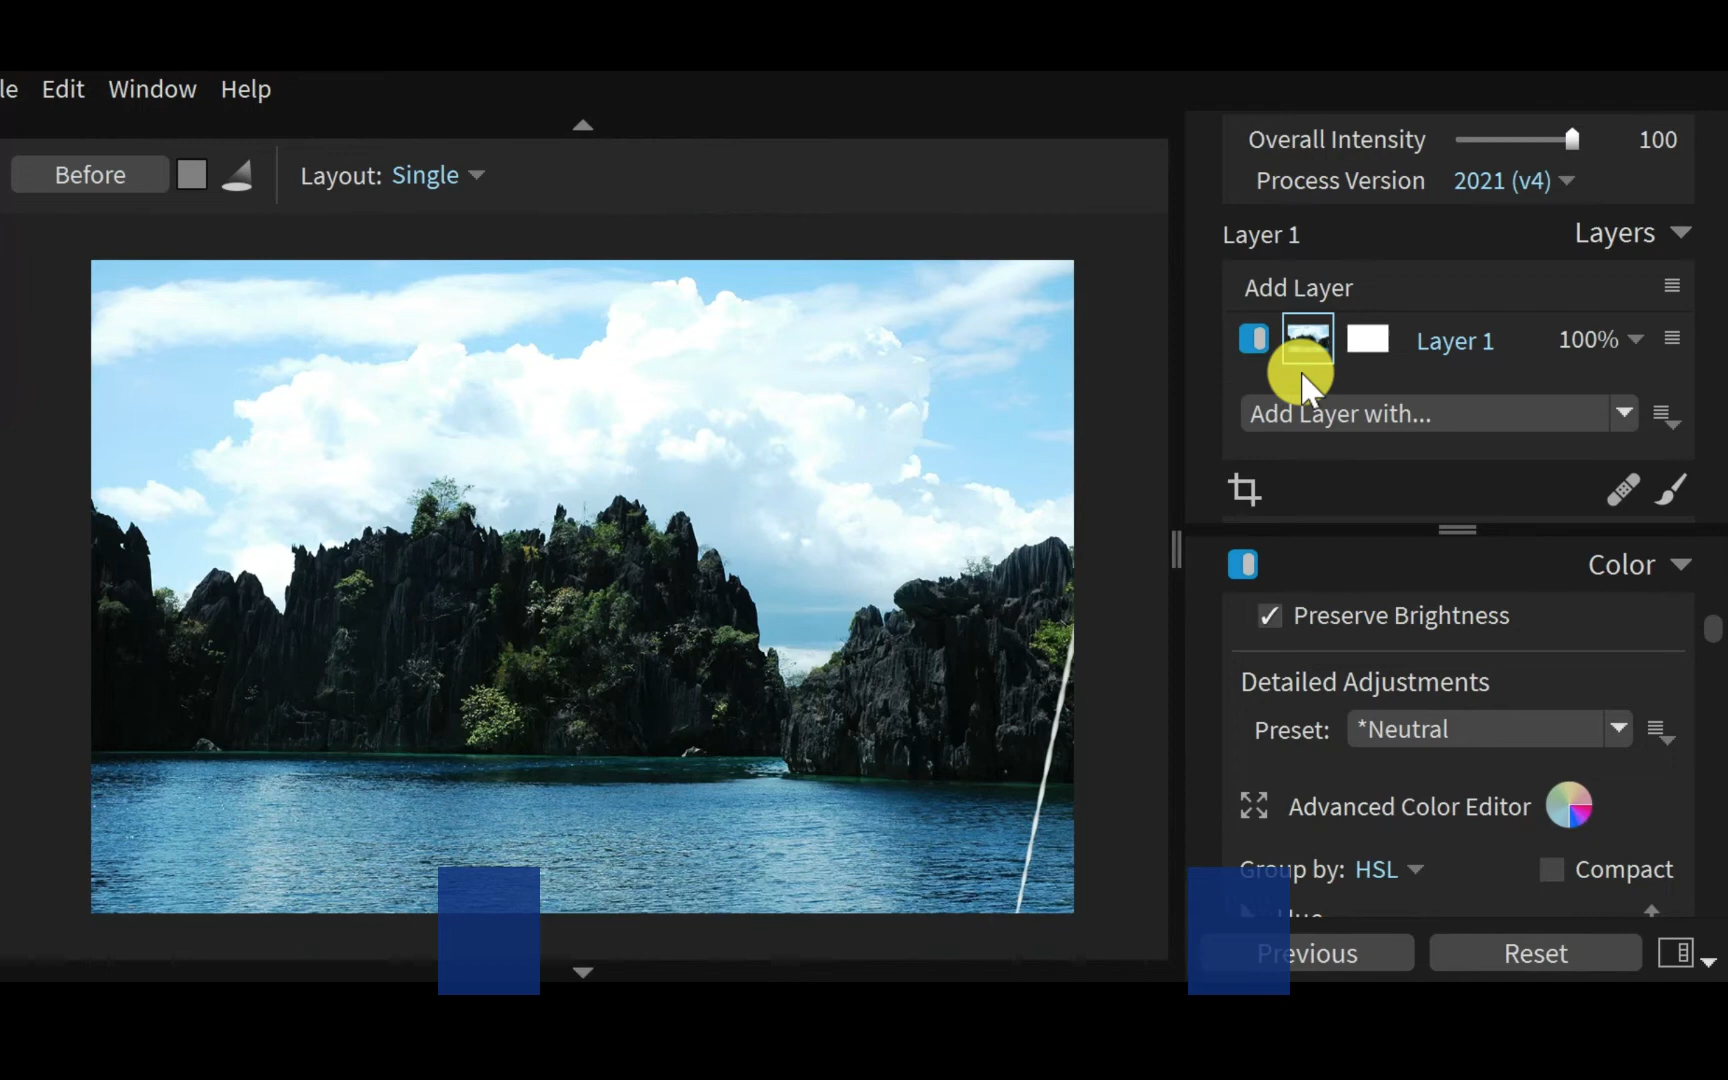 le Edit Window Help
Before Layout: Single
Overall Intensity 100
Process Version 2021 (v4)
Layer 1 Layers
Add Layer
Layer 1 100%
Add Layer with...
Color
Preserve Brightness
Detailed Adjustments
Preset: *Neutral
Advanced Color Editor
Group by: HSL Compact
Previous Reset